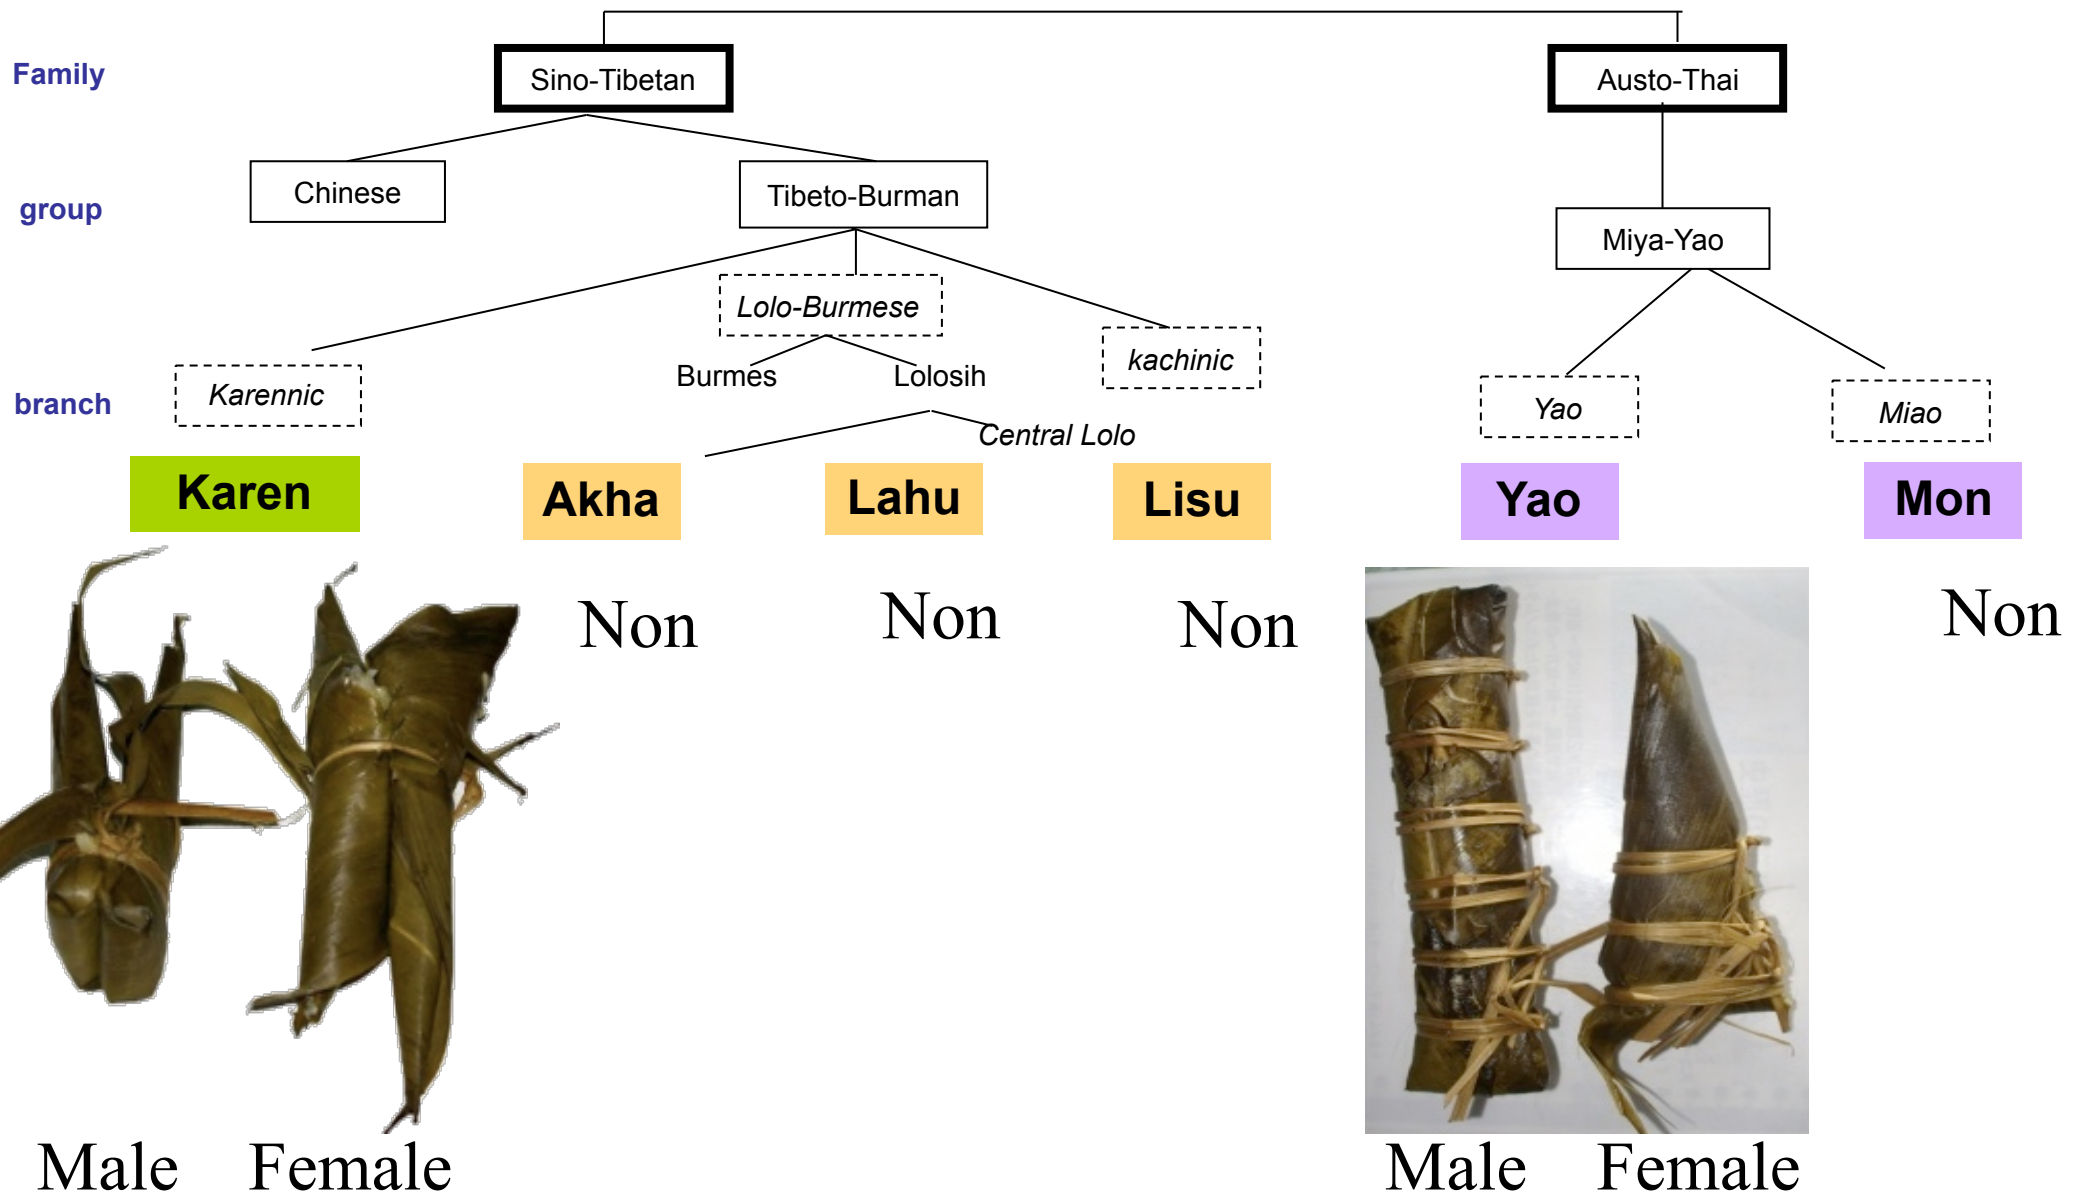 Family
Sino-Tibetan
Austo-Thai
group
Chinese
Tibeto-Burman
Miya-Yao
Lolo-Burmese
kachinic
Burmes
Lolosih
branch
Karennic
Yao
Miao
Central Lolo
Karen
Akha
Lahu
Lisu
Yao
Mon
Non
Non
Non
Non
Male
Female
Male
Female